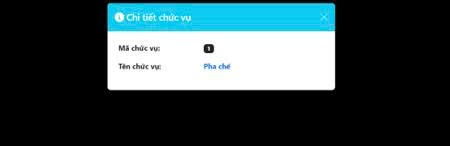 Chi tiết chức vụ
Mã chức vụ: 1
Tên chức vụ: Pha chế